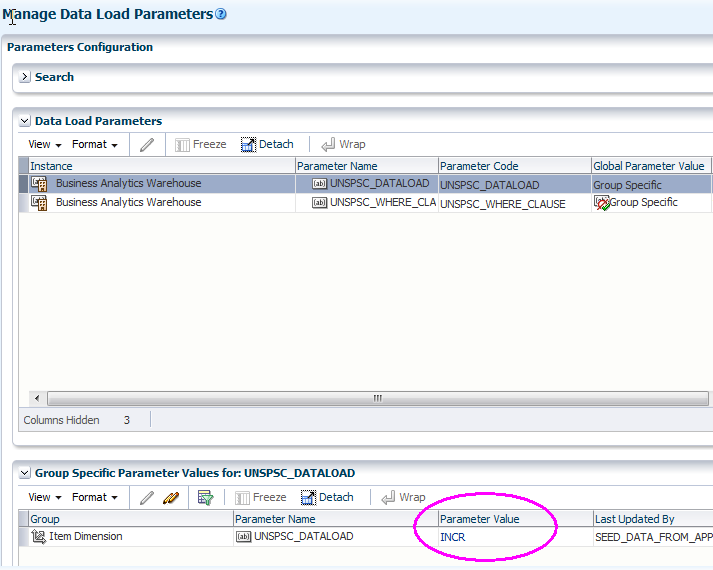 Manage Data Load Parameters ?
Parameters Configuration
Search
Data Load Parameters
View Format Freeze Detach Wrap
Instance Parameter Name Parameter Code Global Parameter Value
Business Analytics Warehouse UNSPSC_DATALOAD UNSPSC_DATALOAD Group Specific
Business Analytics Warehouse UNSPSC_WHERE_CLA UNSPSC_WHERE_CLAUSE Group Specific
Columns Hidden 3
Group Specific Parameter Values for: UNSPSC_DATALOAD
View Format Freeze Detach Wrap
Group Parameter Name Parameter Value Last Updated By
Item Dimension UNSPSC_DATALOAD INCR SEED_DATA_FROM_APP